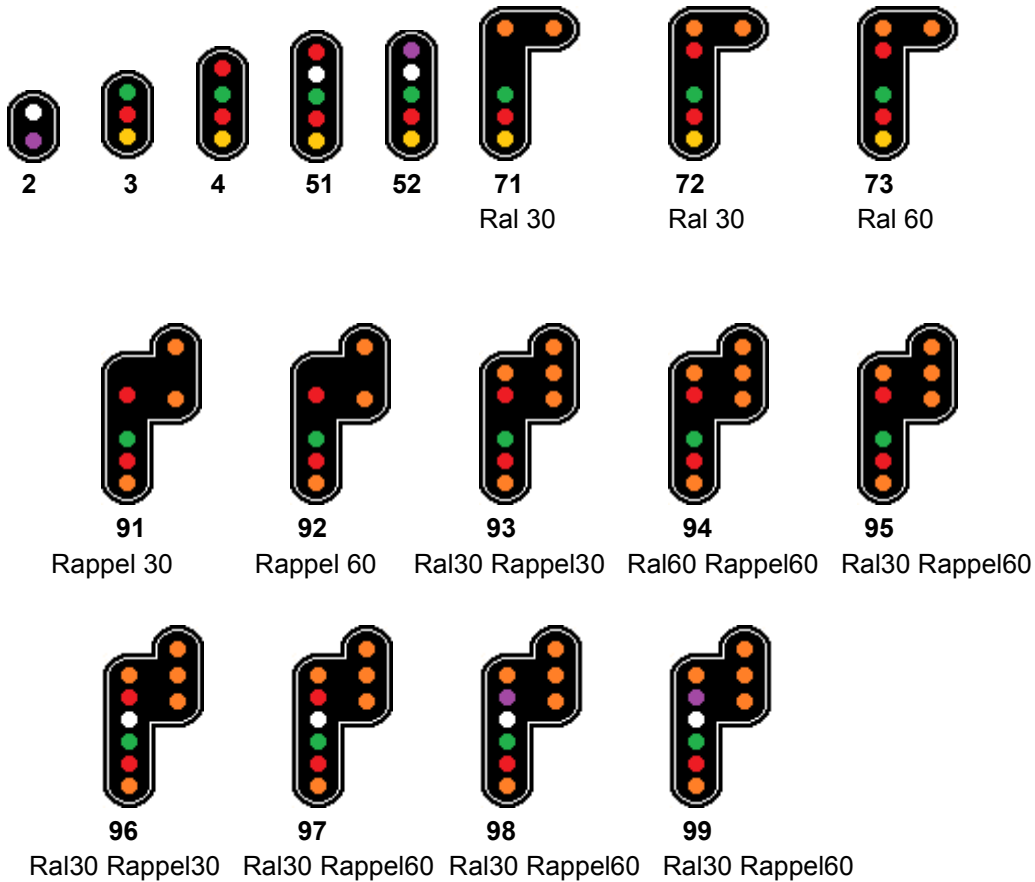 2 3 4 51 52 71 72 73
Ral 30 Ral 30 Ral 60
91 92 93 94 95
Rappel 30 Rappel 60 Ral30 Rappel30 Ral60 Rappel60 Ral30 Rappel60
96 97 98 99
Ral30 Rappel30 Ral30 Rappel60 Ral30 Rappel60 Ral30 Rappel60